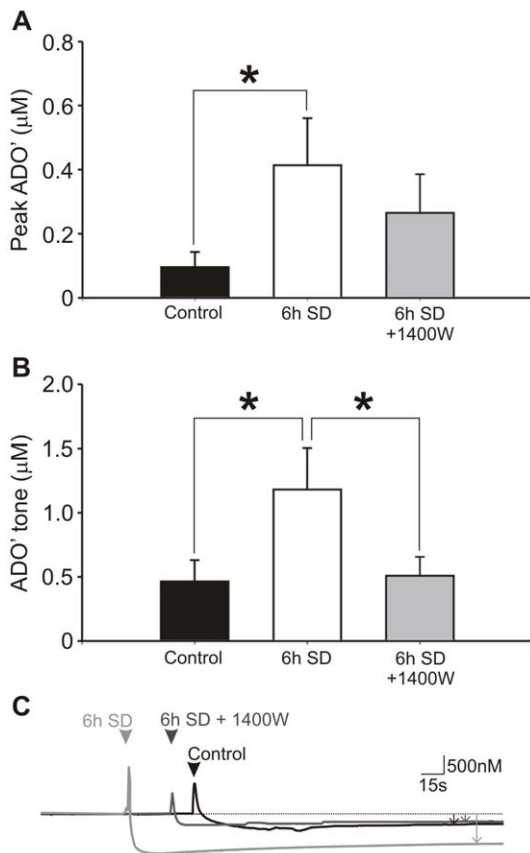 A
Peak ADO' (μM)
0.8
0.6
0.4
0.2
0
*
Control
6h SD
6h SD
+1400W
B
ADO' tone (μM)
2.0
1.5
1.0
0.5
0
*
*
Control
6h SD
6h SD
+1400W
C
6h SD
6h SD + 1400W
Control
500nM
15s